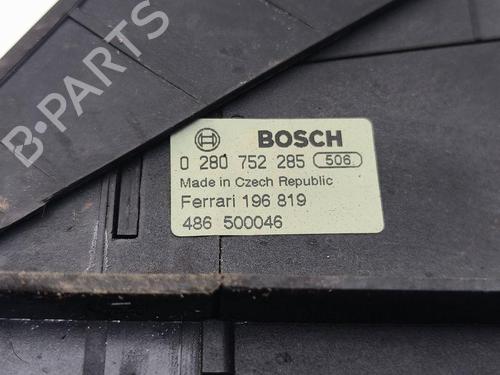 B-PARTS
BOSCH
0 280 752 285 506
Made in Czech Republic
Ferrari 196 819
486 500046